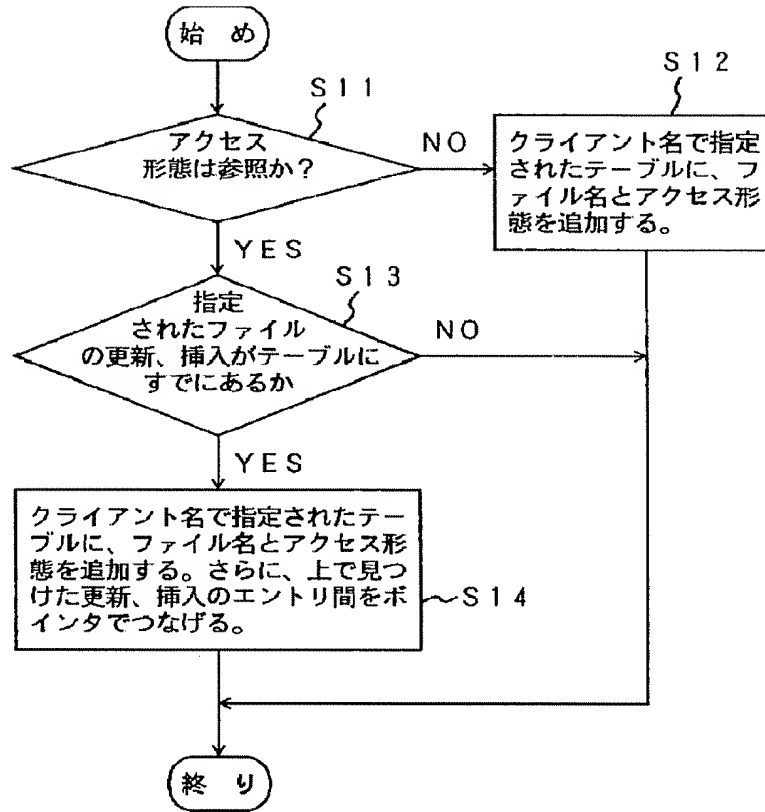 始 め
S11
アクセス
形態は参照か?
NO
S12
クライアント名で指定
されたテーブルに、フ
ァイル名とアクセス形
態を追加する。
YES
S13
指定
されたファイル
の更新、挿入がテーブルに
すでにあるか
NO
YES
クライアント名で指定されたテー
ブルに、ファイル名とアクセス形
態を追加する。さらに、上で見つ
けた更新、挿入のエントリ間をポ
インタでつなげる。
S14
終 り